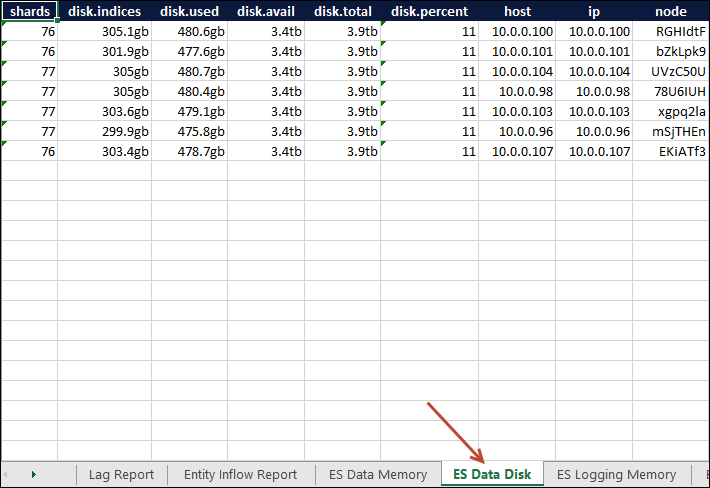 shards disk.indices disk.used disk.avail disk.total disk.percent host ip node
76 305.1gb 480.6gb 3.4tb 3.9tb 11 10.0.0.100 10.0.0.100 RGHIdtF
76 301.9gb 477.6gb 3.4tb 3.9tb 11 10.0.0.101 10.0.0.101 bZkLpk9
77 305gb 480.7gb 3.4tb 3.9tb 11 10.0.0.104 10.0.0.104 UVzC50U
77 305gb 480.4gb 3.4tb 3.9tb 11 10.0.0.98 10.0.0.98 78U6IUH
77 303.6gb 479.1gb 3.4tb 3.9tb 11 10.0.0.103 10.0.0.103 xgpq2la
77 299.9gb 475.8gb 3.4tb 3.9tb 11 10.0.0.96 10.0.0.96 mSjTHEn
76 303.4gb 478.7gb 3.4tb 3.9tb 11 10.0.0.107 10.0.0.107 EKiATf3
Lag Report Entity Inflow Report ES Data Memory ES Data Disk ES Logging Memory